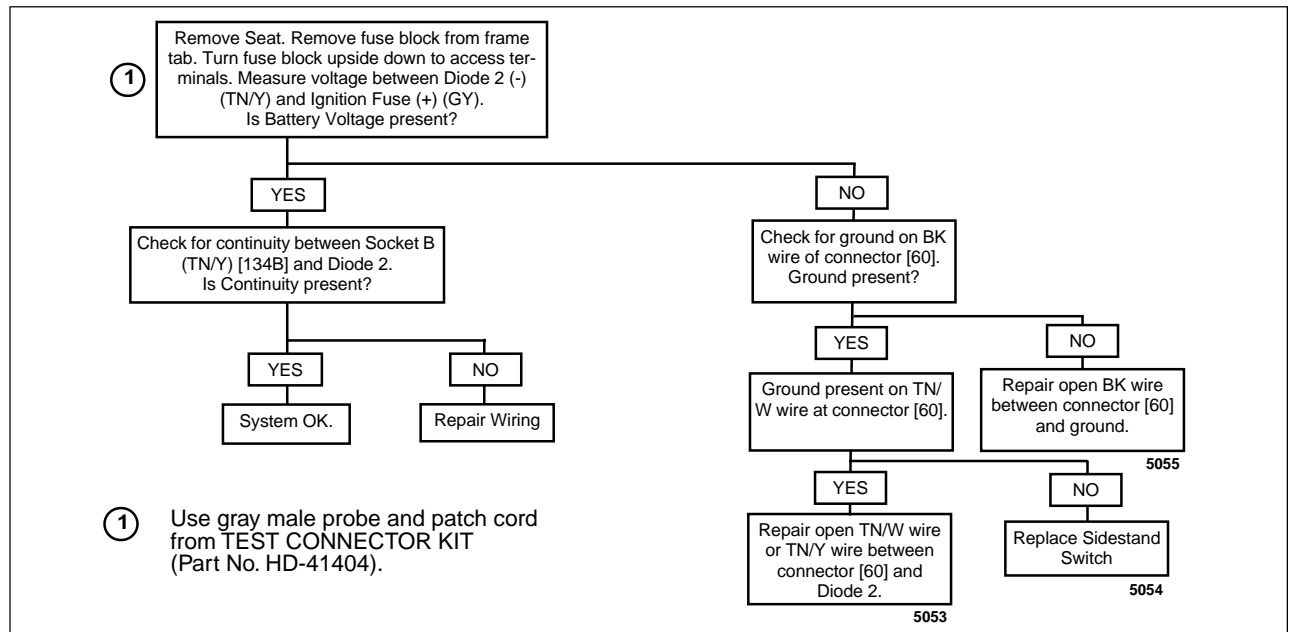 1
Remove Seat. Remove fuse block from frame
tab. Turn fuse block upside down to access ter-
minals. Measure voltage between Diode 2 (-)
(TN/Y) and Ignition Fuse (+) (GY).
Is Battery Voltage present?
YES
NO
Check for continuity between Socket B
(TN/Y) [134B] and Diode 2.
Is Continuity present?
Check for ground on BK
wire of connector [60].
Ground present?
YES
NO
YES
NO
System OK.
Repair Wiring
Ground present on TN/
W wire at connector [60].
Repair open BK wire
between connector [60]
and ground.
5055
YES
NO
Repair open TN/W wire
or TN/Y wire between
connector [60] and
Diode 2.
5053
Replace Sidestand
Switch
5054
1
Use gray male probe and patch cord
from TEST CONNECTOR KIT
(Part No. HD-41404).